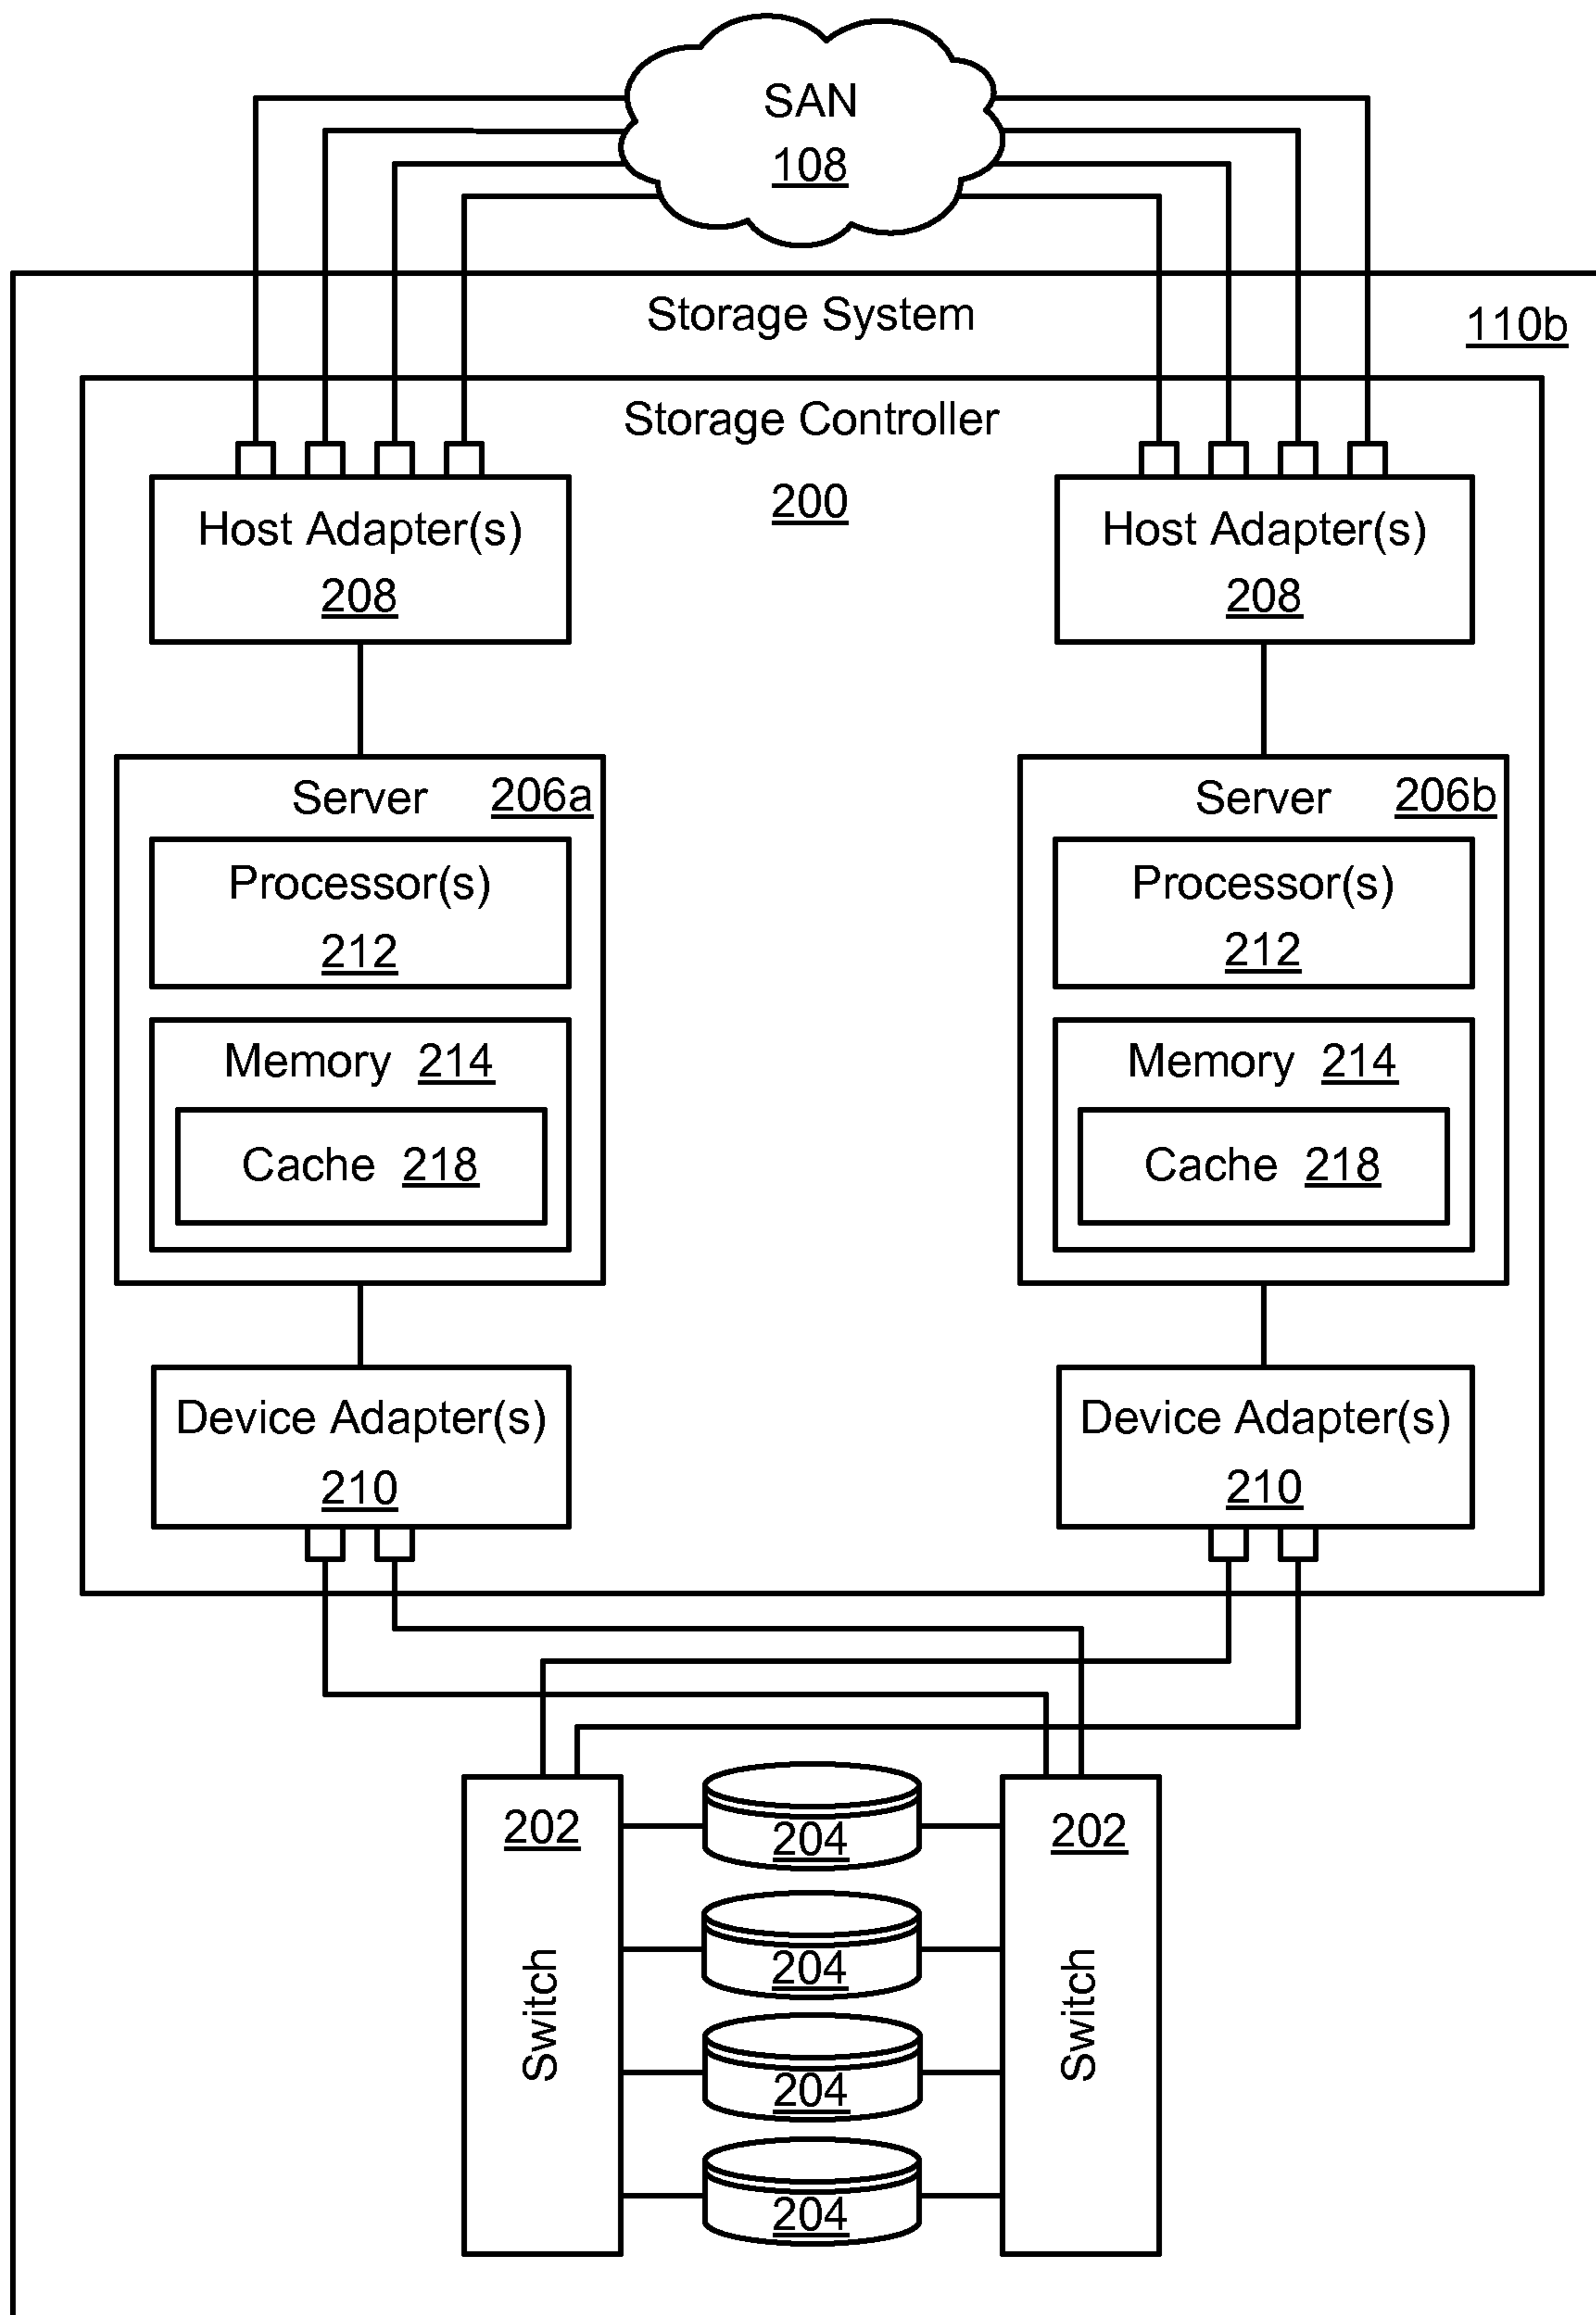 SAN
108
Storage System
110b
Storage Controller
200
Host Adapter(s)
208
Host Adapter(s)
208
Server 206a
Processor(s)
212
Memory 214
Cache 218
Server 206b
Processor(s)
212
Memory 214
Cache 218
Device Adapter(s)
210
Device Adapter(s)
210
202
Switch
204
204
204
204
202
Switch